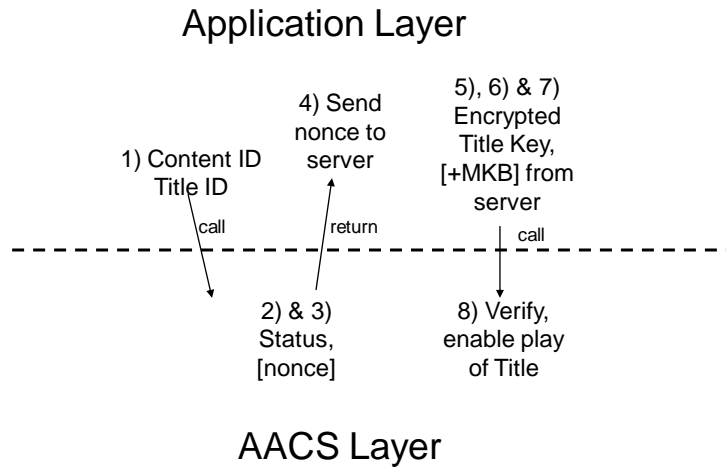 Application Layer
1) Content ID
Title ID
call
4) Send
nonce to
server
return
5), 6) & 7)
Encrypted
Title Key,
[+MKB] from
server
call
2) & 3)
Status,
[nonce]
8) Verify,
enable play
of Title
AACS Layer